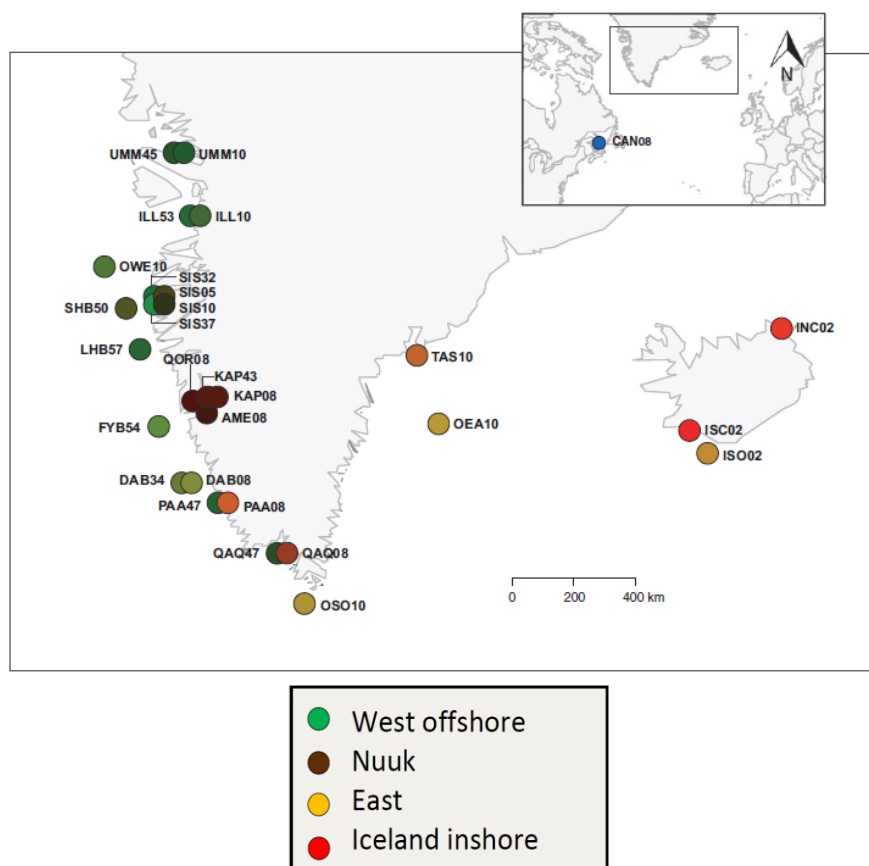 N
CAN08
UMM45 UMM10
ILL53 ILL10
OWE10
SIS32
SIS05
SHB50
SIS10
SIS37
INC02
LHB57
QOR08
TAS10
KAP43
KAP08
AME08
FYB54
OEA10
ISC02
ISO02
DAB34 DAB08
PAA47 PAA08
QAQ47 QAQ08
OSO10
0 200 400 km
West offshore
Nuuk
East
Iceland inshore